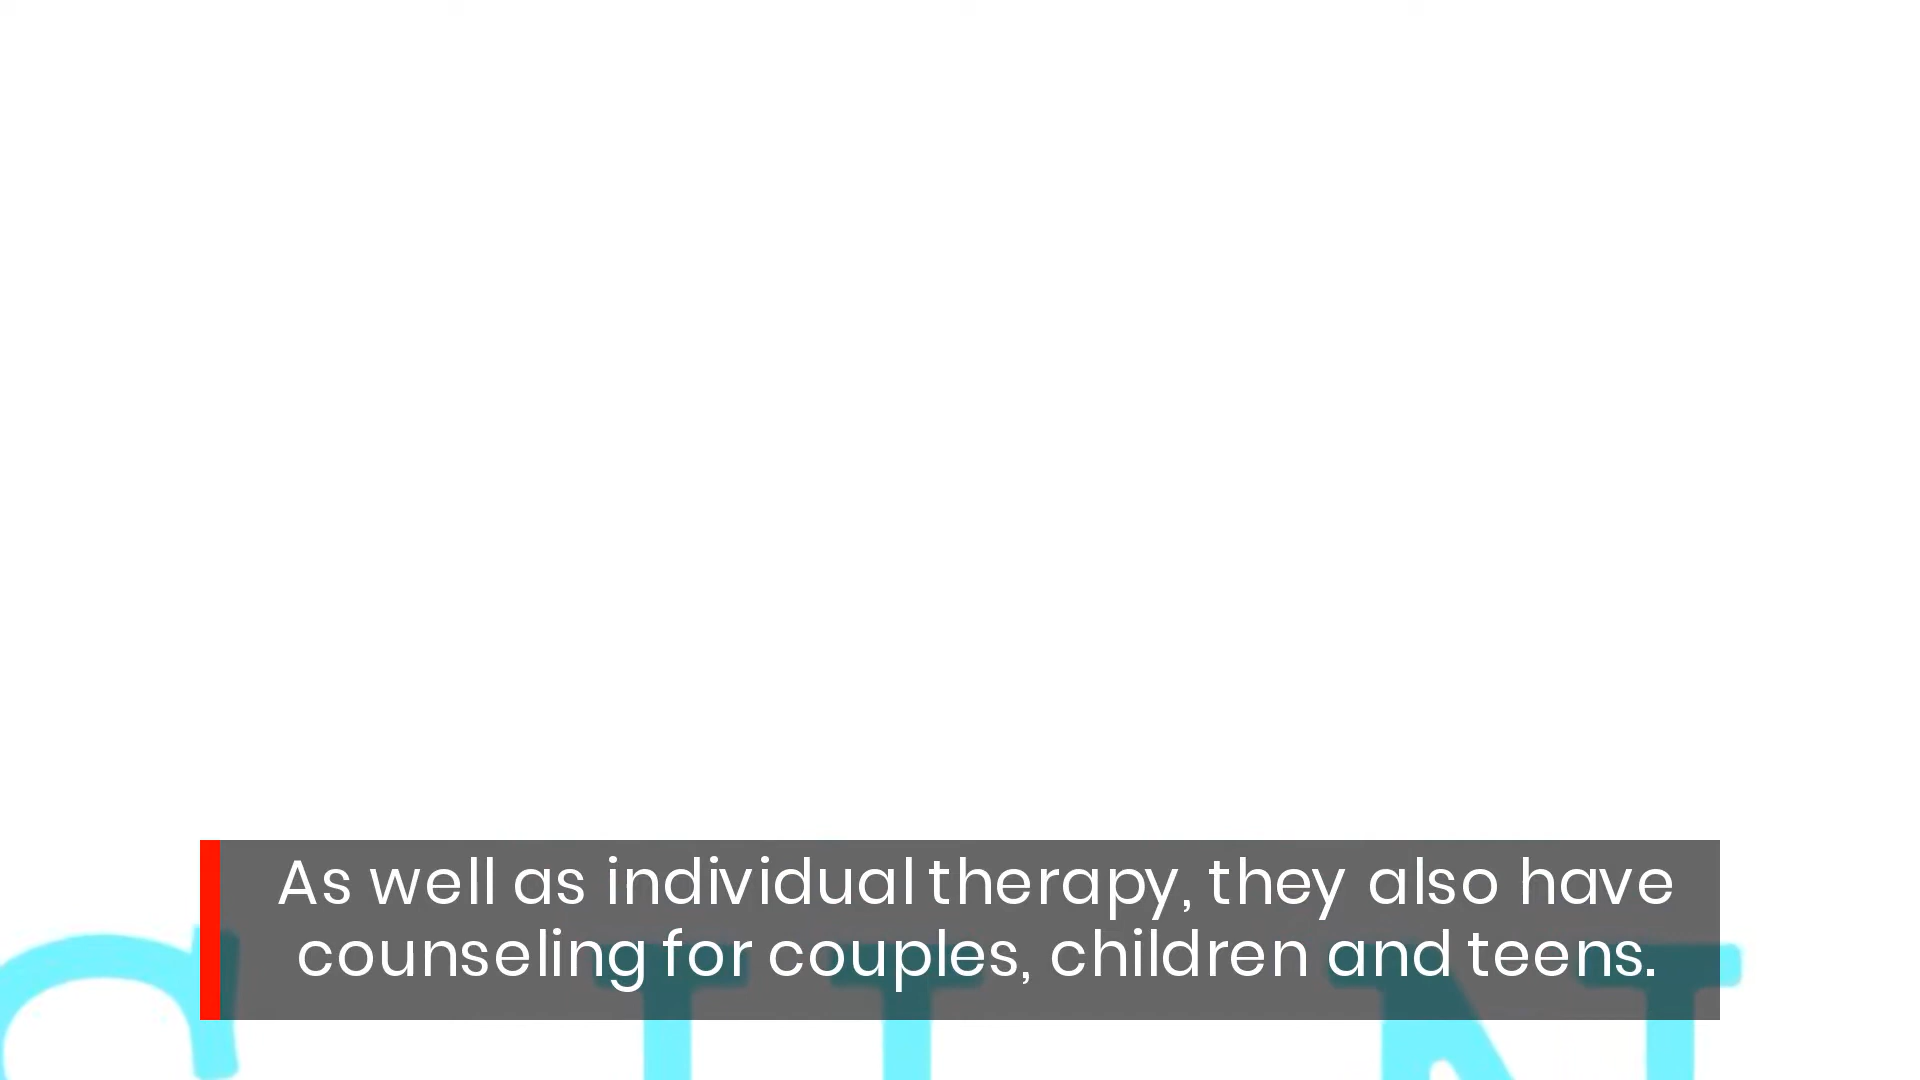 As well as individual therapy, they also have
counseling for couples, children and teens.